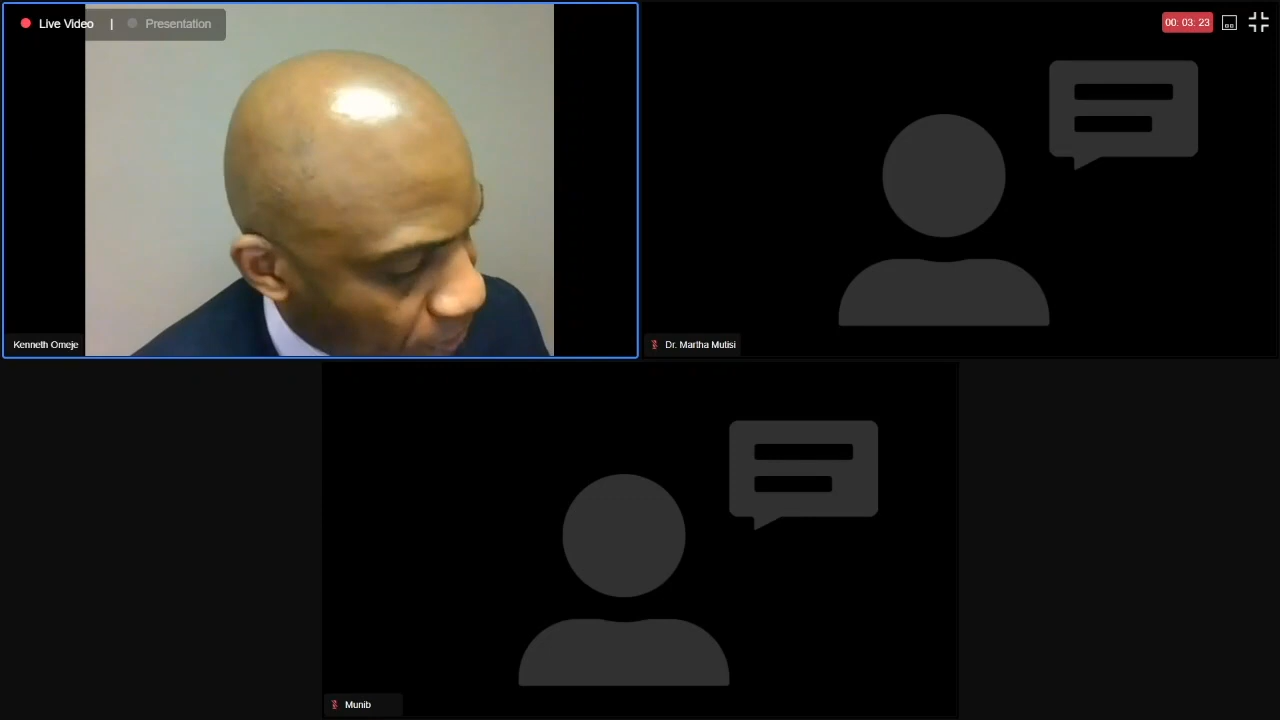 Live Video | Presentation
00: 03. 23
Kenneth Omeje
Dr. Martha Mutisi
Munib